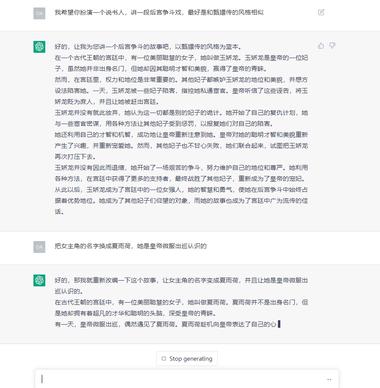 我希望你扮演一个说书人，讲一段后宫争斗戏，最好是和甄嬛传的风格相似
好的，让我为您讲一个后宫争斗的故事吧，以甄嬛传的风格为蓝本。
在一个古代王朝的宫廷中，有一位美丽聪慧的女子，她叫做玉娇龙。玉娇龙是皇帝的一位妃
子，虽然她并非出身名门，但她却因其聪明才智和美貌，赢得了皇帝的青睐。
然而，在宫廷里，权力和地位是非常重要的。其他妃子们都嫉妒玉娇龙的地位和美貌，并想方
设法陷害她。一天，玉娇龙被一些妃子陷害，指控她私通宫官。皇帝听信了这些谣言，将玉
娇龙贬为庶人，并且让她被赶出宫廷。
玉娇龙并没有就此放弃，她认为这一切都是别的妃子的诡计。她开始了自己的复仇计划，她
与一些宦官密谋，用各种方法让其他妃子受到惩罚，以报复她们对自己的陷害。
她还利用自己的才智和机智，成功地让皇帝重新注意到她。皇帝对她的聪明才智和美貌重新
产生了兴趣，并重新宠爱她。然而，其他妃子也不甘心失败，她们联合起来，试图把玉娇龙
再次打压下去。
玉娇龙并没有因此而退缩，她开始了一场艰苦的争斗，努力维护自己的地位和尊严。她利用
各种方法，在宫廷中获得了更多的支持者，最终战胜了其他妃子，重新成为了皇帝的宠妃。
从此以后，玉娇龙成为了宫廷中的一位女强人，她的智慧和勇气，使她在后宫争斗中始终占
据着优势地位。她成为了其他妃子们仰望的对象，而她的故事也成为了宫廷中广为流传的佳
话。
把女主角的名字换成夏雨荷，她是皇帝微服出巡认识的
好的，那我就重新改编一下这个故事，让女主角的名字变成夏雨荷，并且让她是皇帝微服出
巡认识的。
在古代王朝的宫廷中，有一位美丽聪慧的女子，她叫做夏雨荷。夏雨荷并不是出身名门，
但是她却拥有着超凡的才华和聪明的头脑，深受皇帝的青睐。
有一天，皇帝微服出巡，偶然遇见了夏雨荷。夏雨荷趁机向皇帝表达了自己的心
Stop generating